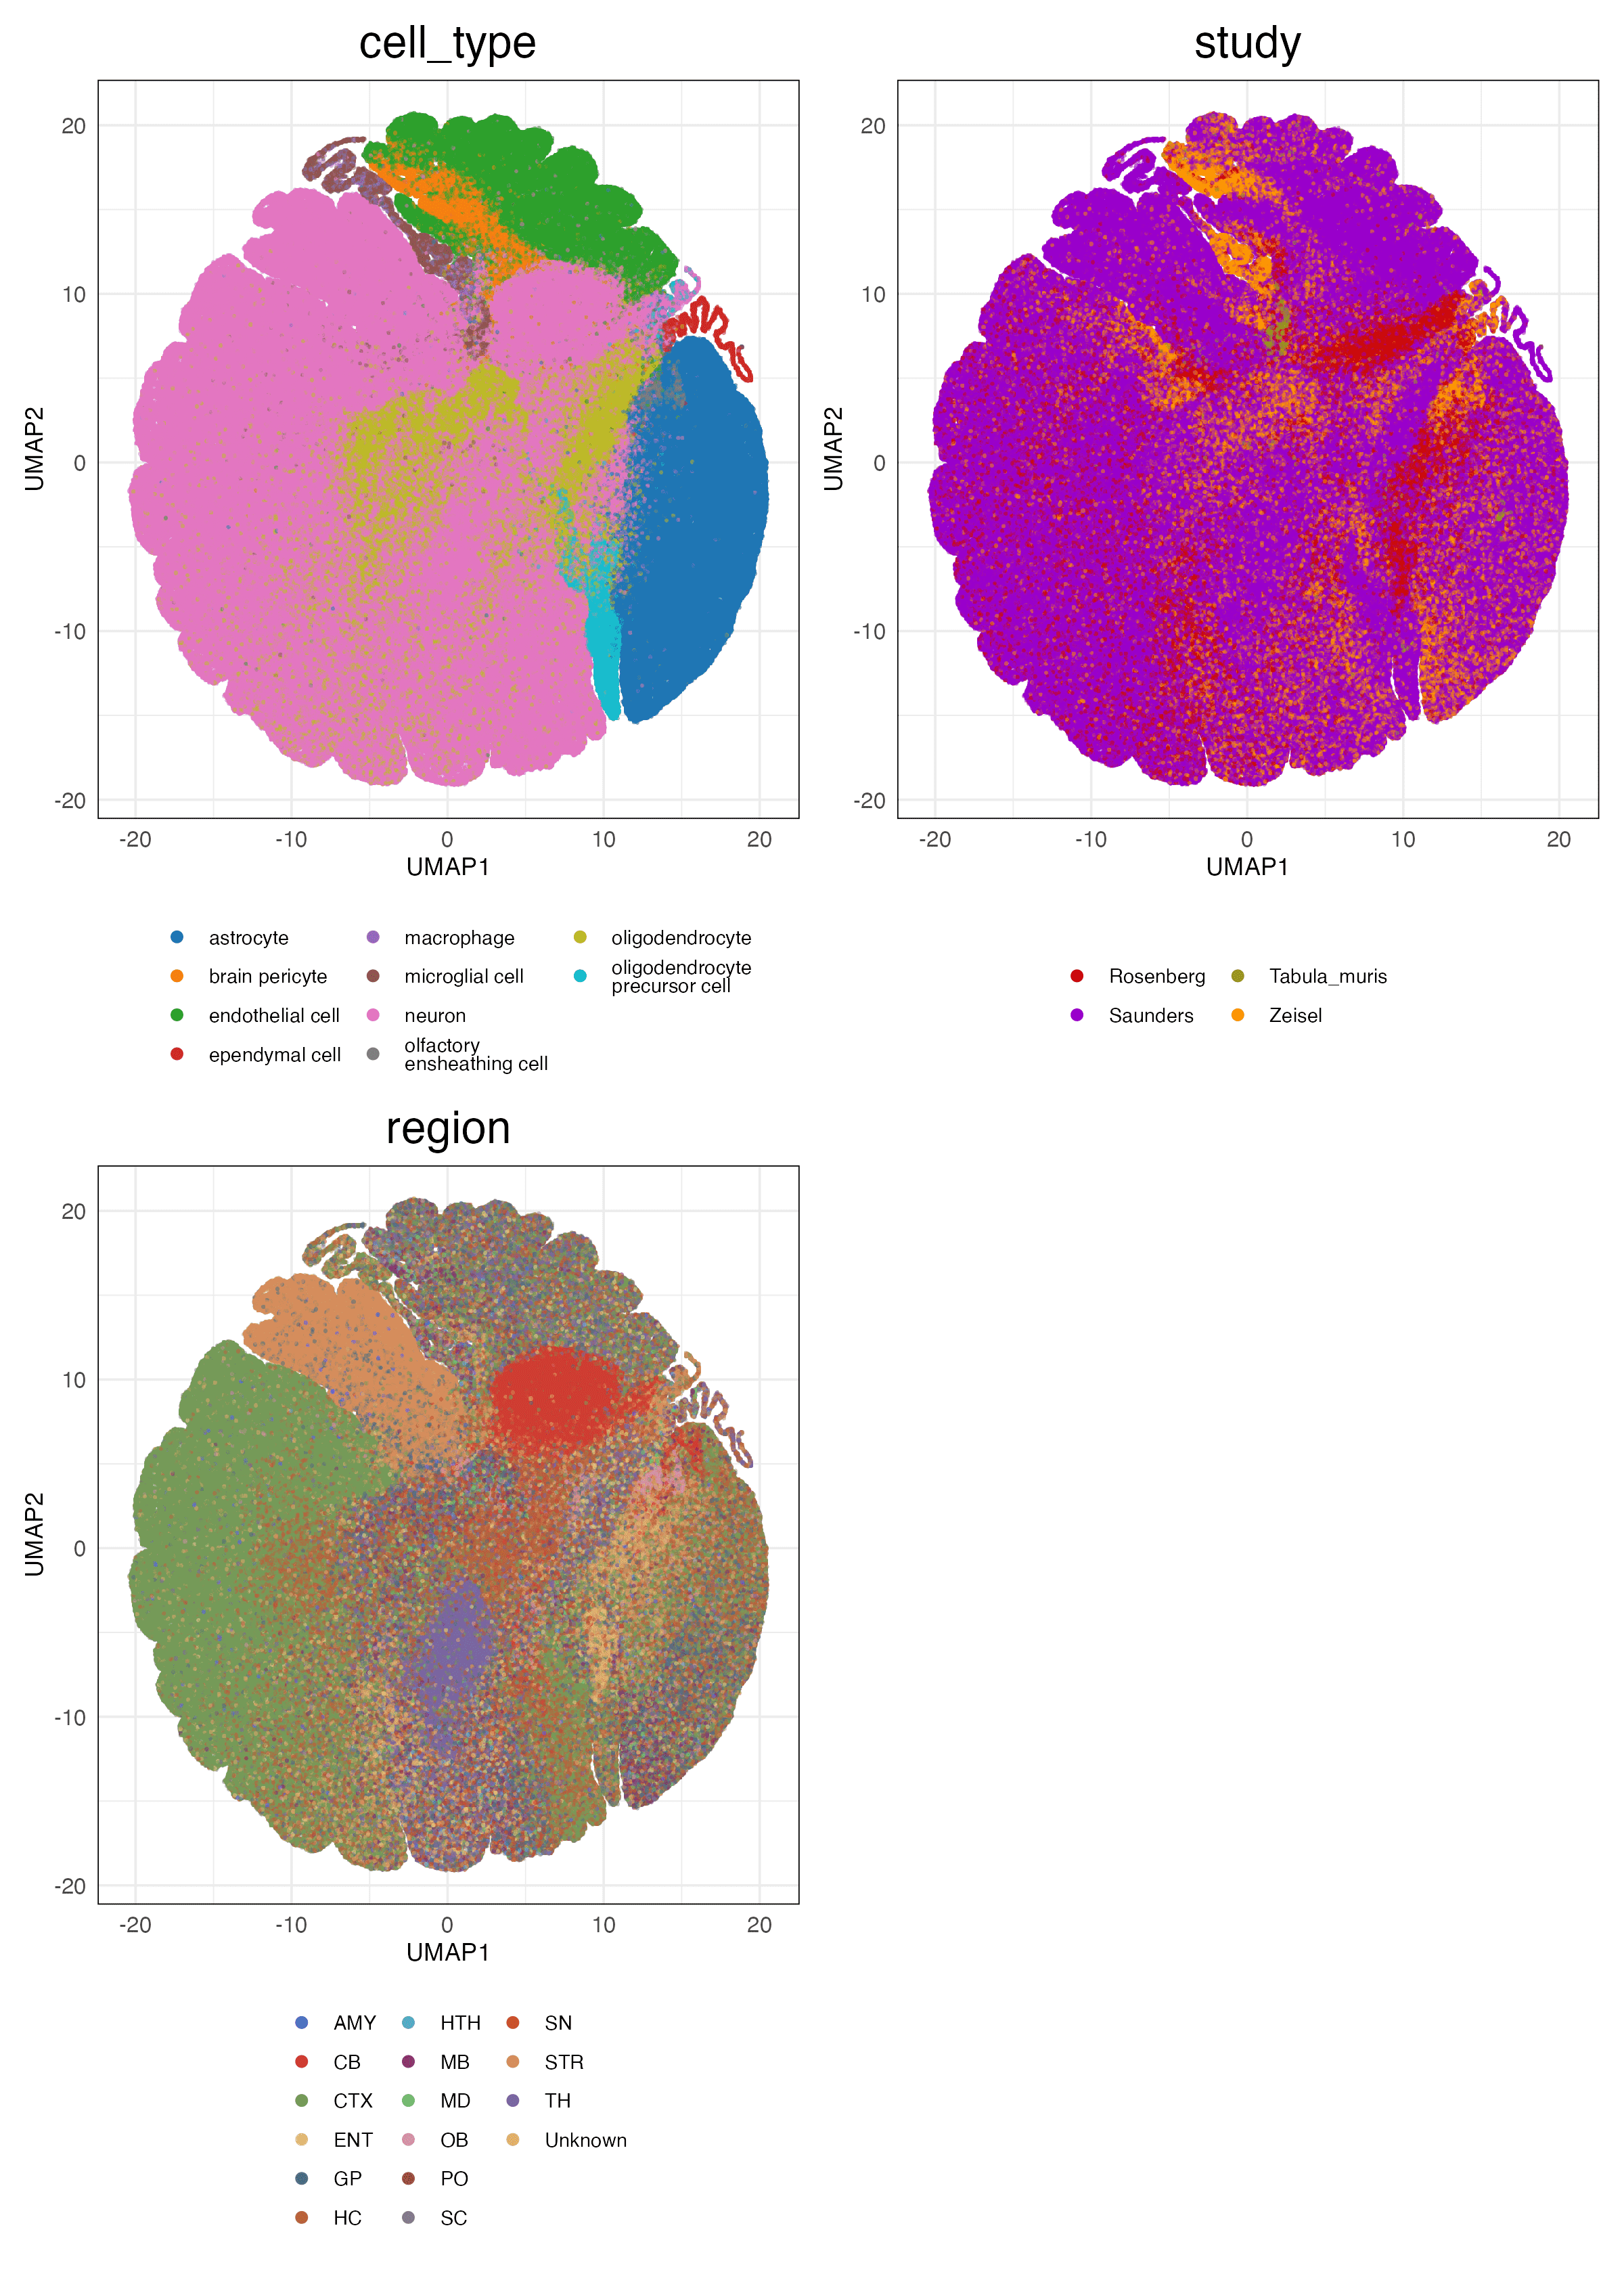 cell_type
study
20
10
0
-10
-20
UMAP2
-20 -10 0 10 20
UMAP1
20
10
0
-10
-20
UMAP2
-20 -10 0 10 20
UMAP1
astrocyte
brain pericyte
endothelial cell
ependymal cell
macrophage
microglial cell
neuron
olfactory
ensheathing cell
oligodendrocyte
oligodendrocyte
precursor cell
Rosenberg
Saunders
Tabula_muris
Zeisel
region
20
10
0
-10
-20
UMAP2
-20 -10 0 10 20
UMAP1
AMY
CB
CTX
ENT
GP
HC
HTH
MB
MD
OB
PO
SC
SN
STR
TH
Unknown